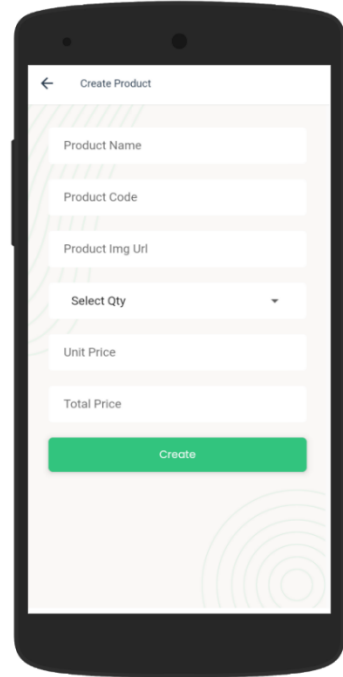 Create Product
Product Name
Product Code
Product Img Url
Select Qty
Unit Price
Total Price
Create